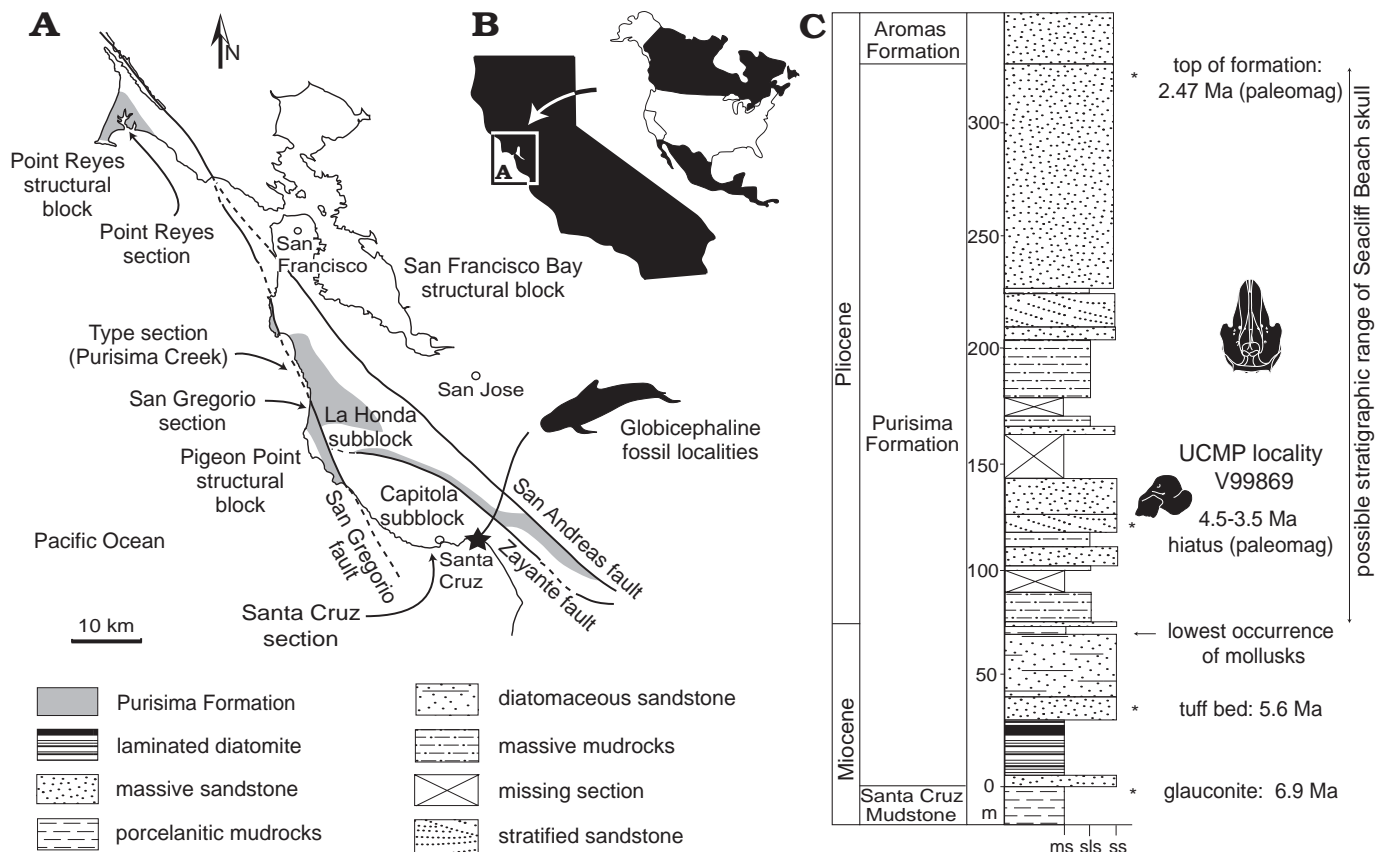 A
N
Point Reyes
structural
block
Point Reyes
section
San
Francisco
San Francisco Bay
structural block
Type section
(Purisima Creek)
San Jose
San Gregorio
section
La Honda
subblock
Globicephaline
fossil localities
Pigeon Point
structural
block
Capitola
subblock
San Andreas fault
San Gregorio
fault
Zayante fault
Pacific Ocean
Santa
Cruz
Santa Cruz
section
10 km
Purisima Formation
laminated diatomite
massive sandstone
porcelanitic mudrocks
diatomaceous sandstone
massive mudrocks
missing section
stratified sandstone
B
A
C
Pliocene
Miocene
Aromas
Formation
Purisima
Formation
Santa Cruz
Mudstone
300
250
200
150
100
50
0
m
ms sls ss
*
top of formation:
2.47 Ma (paleomag)
UCMP locality
V99869
*
4.5-3.5 Ma
hiatus (paleomag)
lowest occurrence
of mollusks
*
tuff bed: 5.6 Ma
*
glauconite: 6.9 Ma
possible stratigraphic range of Seacliff Beach skull